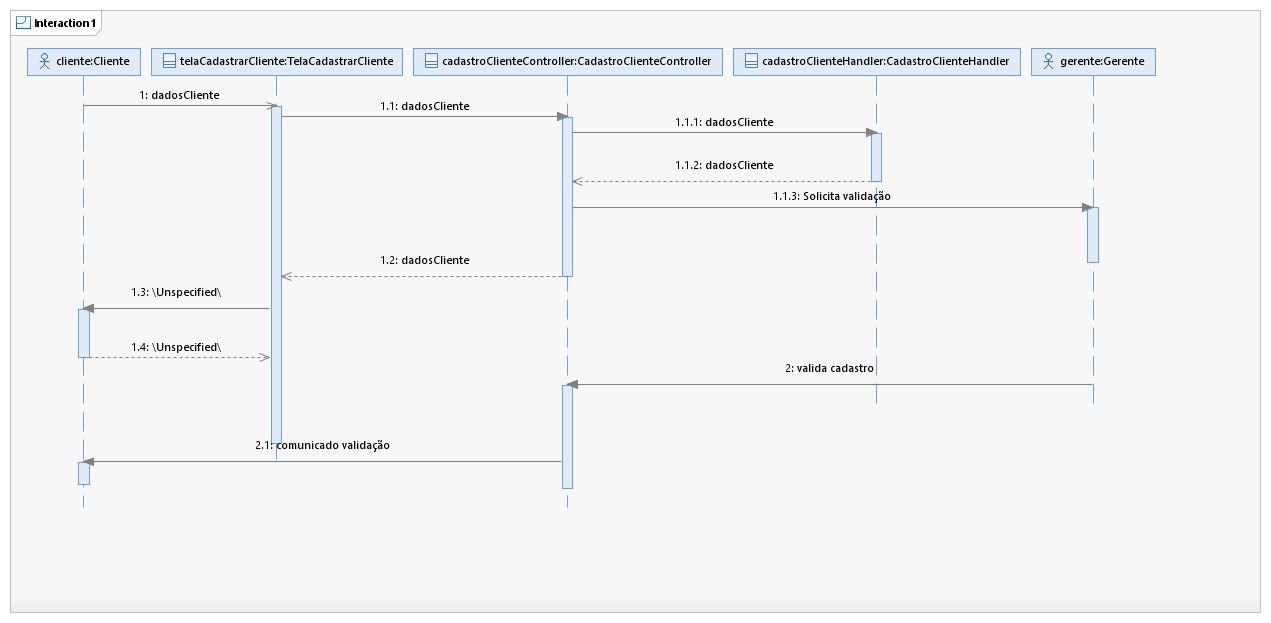 Interaction1
cliente:Cliente
telaCadastrarCliente:TelaCadastrarCliente
cadastroClienteController:CadastroClienteController
cadastroClienteHandler:CadastroClienteHandler
gerente:Gerente
1: dadosCliente
1.1: dadosCliente
1.1.1: dadosCliente
1.1.2: dadosCliente
1.1.3: Solicita validação
1.2: dadosCliente
1.3: \Unspecified\
1.4: \Unspecified\
2: valida cadastro
2.1: comunicado validação